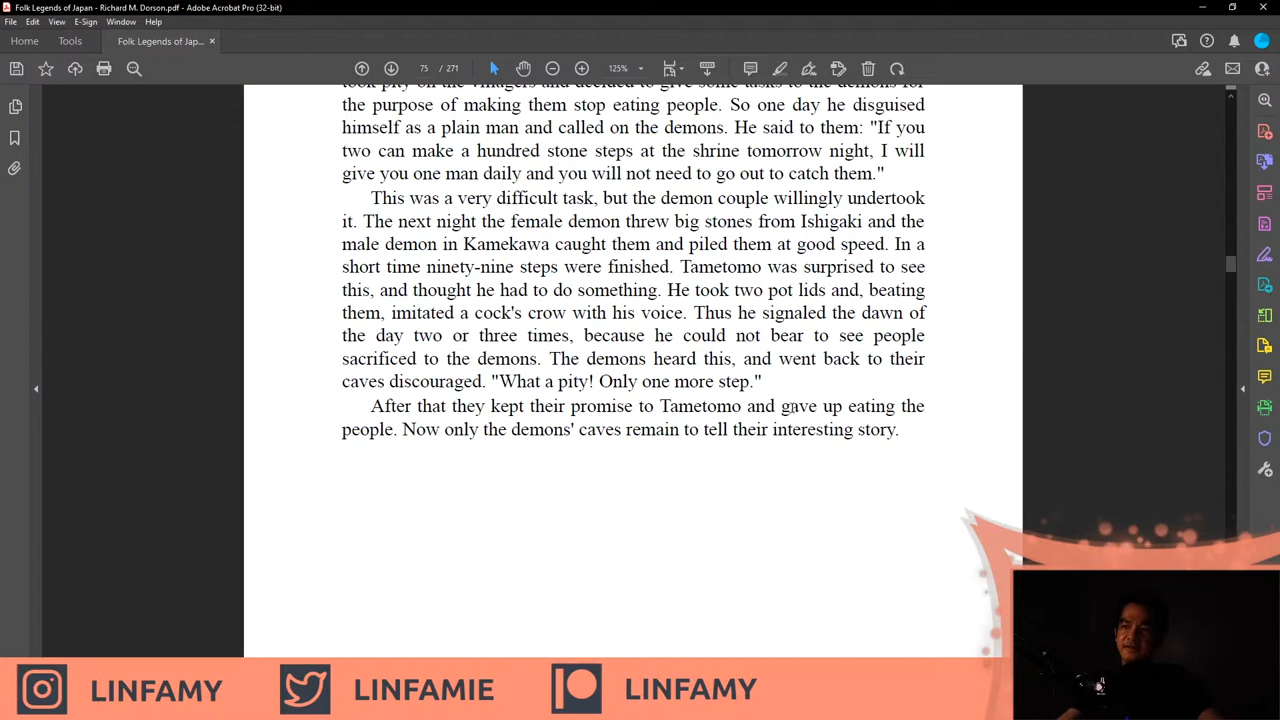 Folk Legends of Japan - Richard M. Dorson.pdf - Adobe Acrobat Pro (32-bit)
File Edit View E-Sign Window Help
Home Tools Folk Legends of Jap... ×
75 / 271 125%
took pity on the villagers and decided to give some tasks to the demons for
the purpose of making them stop eating people. So one day he disguised
himself as a plain man and called on the demons. He said to them: "If you
two can make a hundred stone steps at the shrine tomorrow night, I will
give you one man daily and you will not need to go out to catch them."
This was a very difficult task, but the demon couple willingly undertook
it. The next night the female demon threw big stones from Ishigaki and the
male demon in Kamekawa caught them and piled them at good speed. In a
short time ninety-nine steps were finished. Tametomo was surprised to see
this, and thought he had to do something. He took two pot lids and, beating
them, imitated a cock's crow with his voice. Thus he signaled the dawn of
the day two or three times, because he could not bear to see people
sacrificed to the demons. The demons heard this, and went back to their
caves discouraged. "What a pity! Only one more step."
After that they kept their promise to Tametomo and gave up eating the
people. Now only the demons' caves remain to tell their interesting story.
LINFAMY LINFAMIE LINFAMY